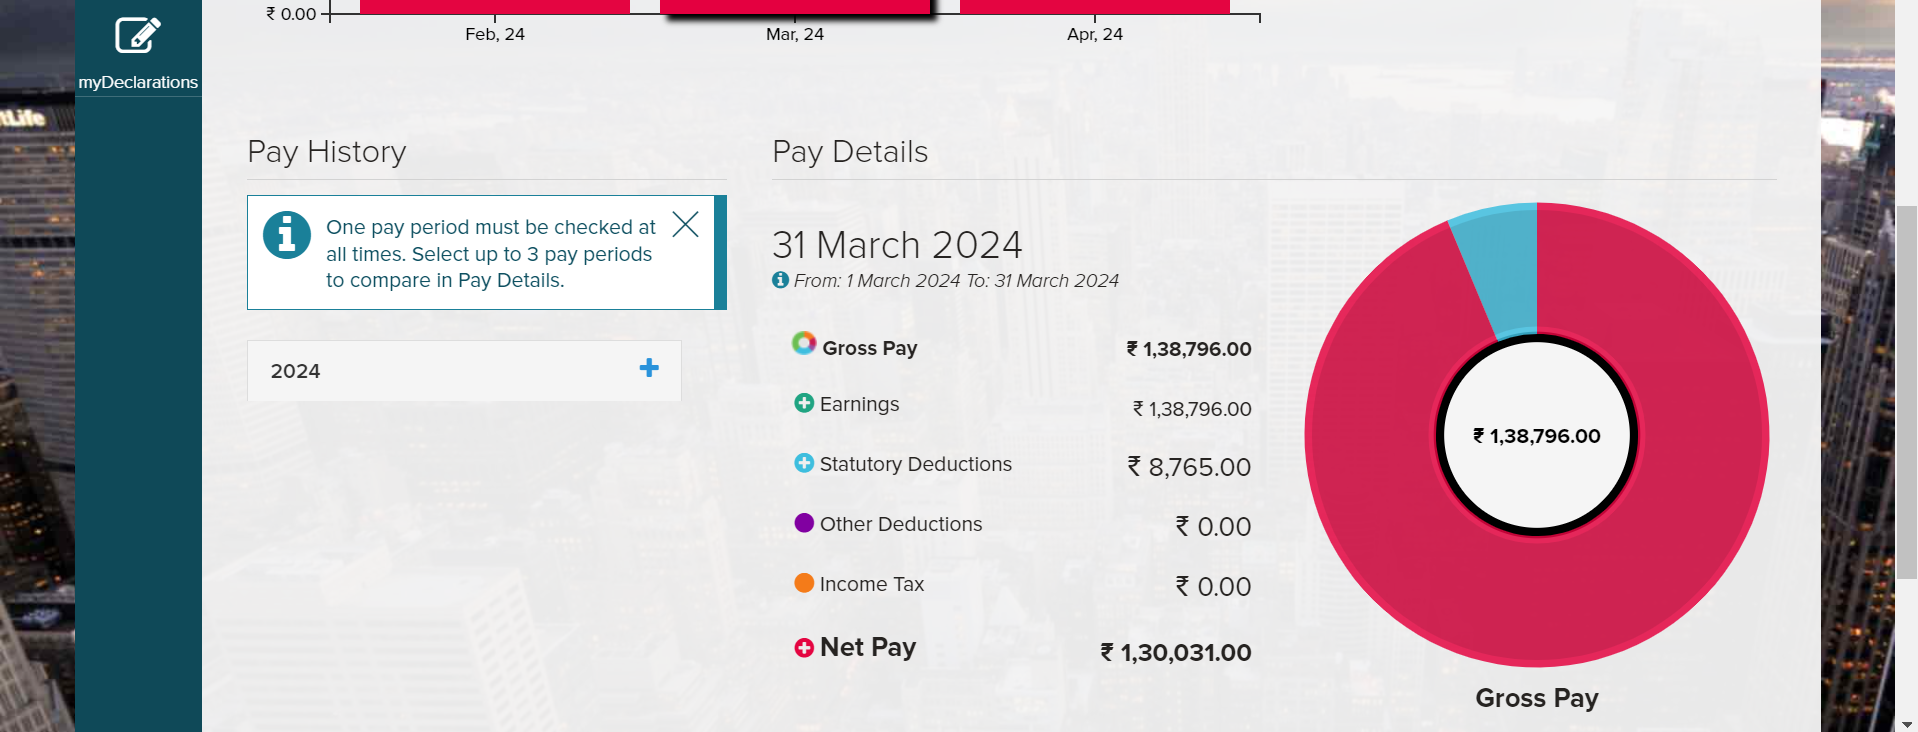 ₹ 0.00
Feb, 24
Mar, 24
Apr, 24
myDeclarations
tLife
Pay History
One pay period must be checked at
all times. Select up to 3 pay periods
to compare in Pay Details.
2024
Pay Details
31 March 2024
From: 1 March 2024 To: 31 March 2024
Gross Pay ₹ 1,38,796.00
Earnings ₹ 1,38,796.00
Statutory Deductions ₹ 8,765.00
Other Deductions ₹ 0.00
Income Tax ₹ 0.00
Net Pay ₹ 1,30,031.00
₹ 1,38,796.00
Gross Pay